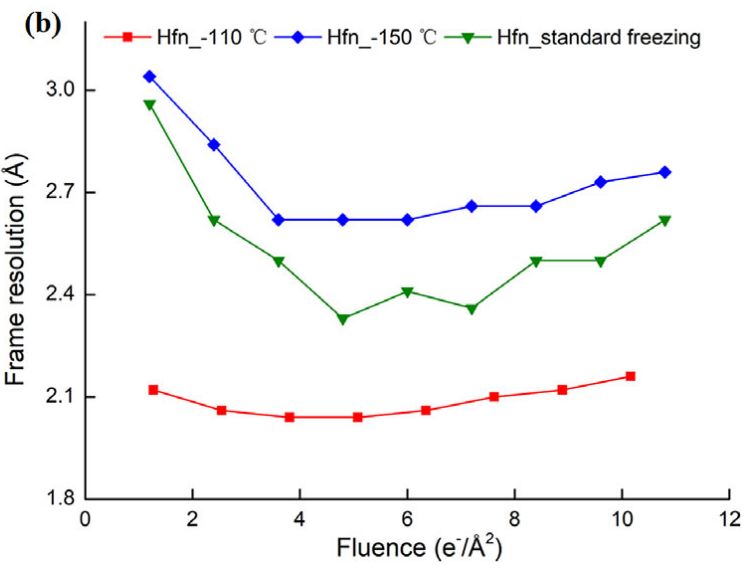 (b)
Hfn_-110 ℃ Hfn_-150 ℃ Hfn_standard freezing
3.0
2.7
2.4
2.1
1.8
0 2 4 6 8 10 12
Frame resolution (Å)
Fluence (e⁻/Å²)